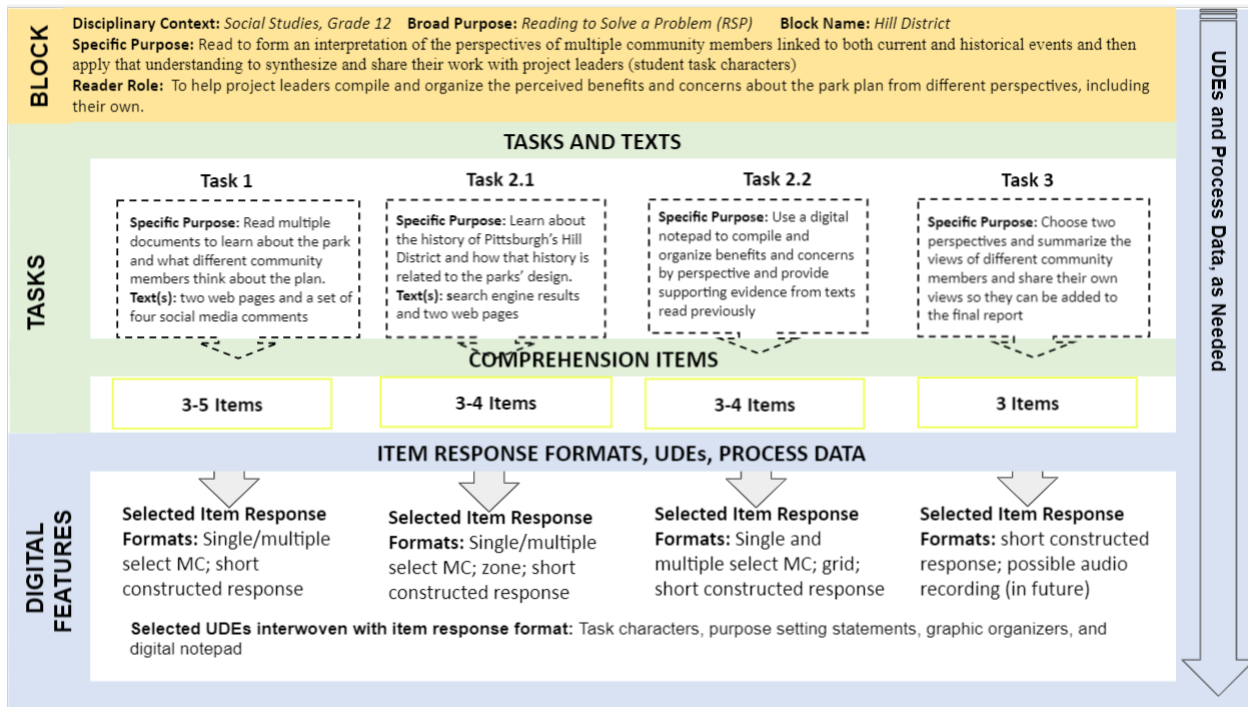 Disciplinary Context: Social Studies, Grade 12 Broad Purpose: Reading to Solve a Problem (RSP) Block Name: Hill District
Specific Purpose: Read to form an interpretation of the perspectives of multiple community members linked to both current and historical events and then
apply that understanding to synthesize and share their work with project leaders (student task characters)
Reader Role: To help project leaders compile and organize the perceived benefits and concerns about the park plan from different perspectives, including
their own.
BLOCK
UDEs and Process Data, as Needed
TASKS AND TEXTS
TASKS
Task 1
Specific Purpose: Read multiple
documents to learn about the park
and what different community
members think about the plan.
Text(s): two web pages and a set of
four social media comments
Task 2.1
Specific Purpose: Learn about
the history of Pittsburgh's Hill
District and how that history is
related to the parks' design.
Text(s): search engine results
and two web pages
Task 2.2
Specific Purpose: Use a digital
notepad to compile and
organize benefits and concerns
by perspective and provide
supporting evidence from texts
read previously
Task 3
Specific Purpose: Choose two
perspectives and summarize the
views of different community
members and share their own
views so they can be added to
the final report
COMPREHENSION ITEMS
3-5 Items
3-4 Items
3-4 Items
3 Items
ITEM RESPONSE FORMATS, UDEs, PROCESS DATA
DIGITAL
FEATURES
Selected Item Response
Formats: Single/multiple
select MC; short
constructed response
Selected Item Response
Formats: Single/multiple
select MC; zone; short
constructed response
Selected Item Response
Formats: Single and
multiple select MC; grid;
short constructed response
Selected Item Response
Formats: short constructed
response; possible audio
recording (in future)
Selected UDEs interwoven with item response format: Task characters, purpose setting statements, graphic organizers, and
digital notepad